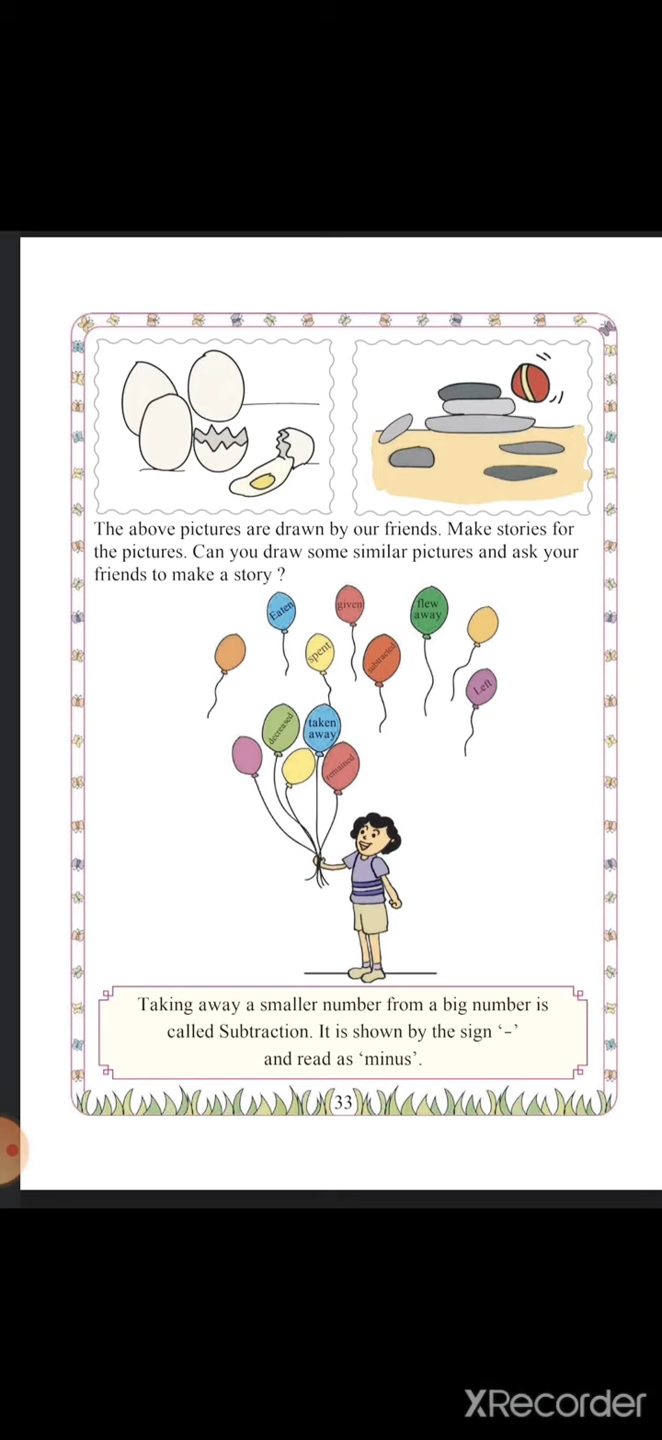 The above pictures are drawn by our friends. Make stories for
the pictures. Can you draw some similar pictures and ask your
friends to make a story ?
Eaten
given
flew
away
spent
subtracted
Left
decreased
taken
away
remained
Taking away a smaller number from a big number is
called Subtraction. It is shown by the sign ‘-’
and read as ‘minus’.
33
XRecorder